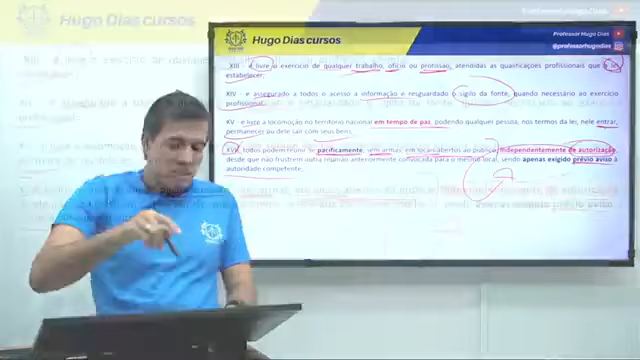 Hugo Dias cursos
Professor Hugo Dias
Hugo Dias cursos
Professor Hugo Dias
@professorhugodias
XIII - é livre o exercício de qualquer trabalho, ofício ou profissão, atendidas as qualificações profissionais que a lei
estabelecer;
XIV - é assegurado a todos o acesso à informação e resguardado o sigilo da fonte, quando necessário ao exercício
profissional;
XV - é livre a locomoção no território nacional em tempo de paz, podendo qualquer pessoa, nos termos da lei, nele entrar,
permanecer ou dele sair com seus bens;
XVI - todos podem reunir-se pacificamente, sem armas, em locais abertos ao público, independentemente de autorização,
desde que não frustrem outra reunião anteriormente convocada para o mesmo local, sendo apenas exigido prévio aviso à
autoridade competente;